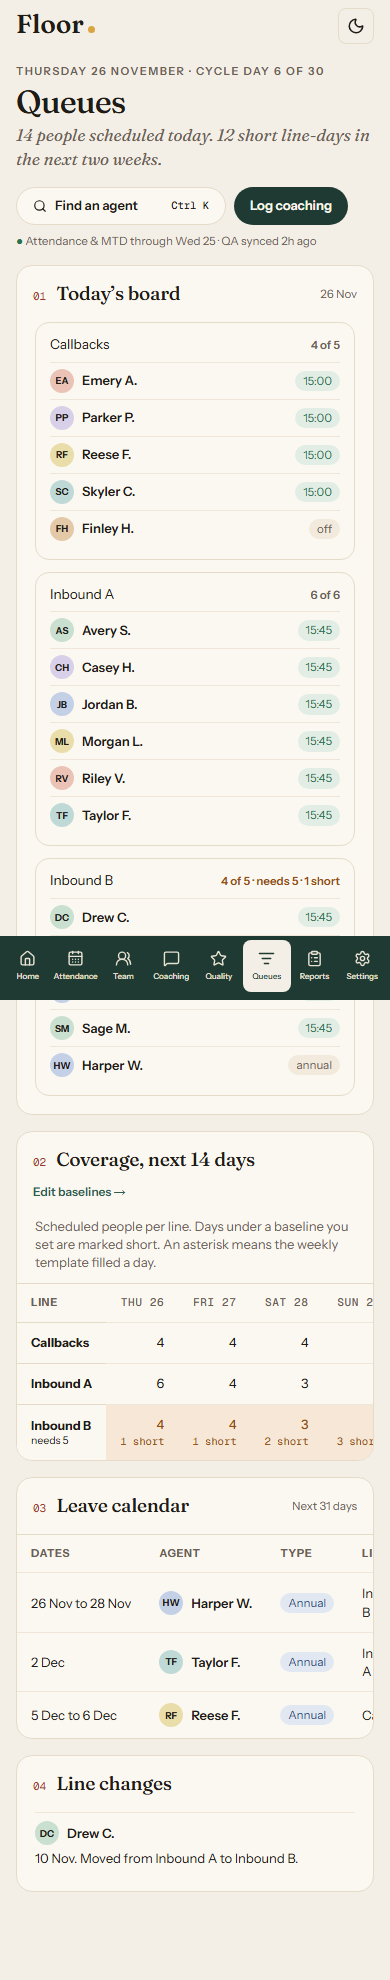 Floor.
THURSDAY 26 NOVEMBER · CYCLE DAY 6 OF 30
Queues
14 people scheduled today. 12 short line-days in
the next two weeks.
Find an agent Ctrl K
Log coaching
Attendance & MTD through Wed 25 · QA synced 2h ago
01 Today's board 26 Nov
Callbacks 4 of 5
EA Emery A. 15:00
PP Parker P. 15:00
RF Reese F. 15:00
SC Skyler C. 15:00
FH Finley H. off
Inbound A 6 of 6
AS Avery S. 15:45
CH Casey H. 15:45
JB Jordan B. 15:45
ML Morgan L. 15:45
RV Riley V. 15:45
TF Taylor F. 15:45
Inbound B 4 of 5 · needs 5 · 1 short
DC Drew C. 15:45
Home Attendance Team Coaching Quality Queues Reports Settings
SM Sage M. 15:45
HW Harper W. annual
02 Coverage, next 14 days
Edit baselines →
Scheduled people per line. Days under a baseline you
set are marked short. An asterisk means the weekly
template filled a day.
LINE THU 26 FRI 27 SAT 28 SUN 2
Callbacks 4 4 4
Inbound A 6 4 3
Inbound B 4 4 3
needs 5 1 short 1 short 2 short 3 shor
03 Leave calendar Next 31 days
DATES AGENT TYPE LI
26 Nov to 28 Nov HW Harper W. Annual In
B
2 Dec TF Taylor F. Annual In
A
5 Dec to 6 Dec RF Reese F. Annual Ca
04 Line changes
DC Drew C.
10 Nov. Moved from Inbound A to Inbound B.